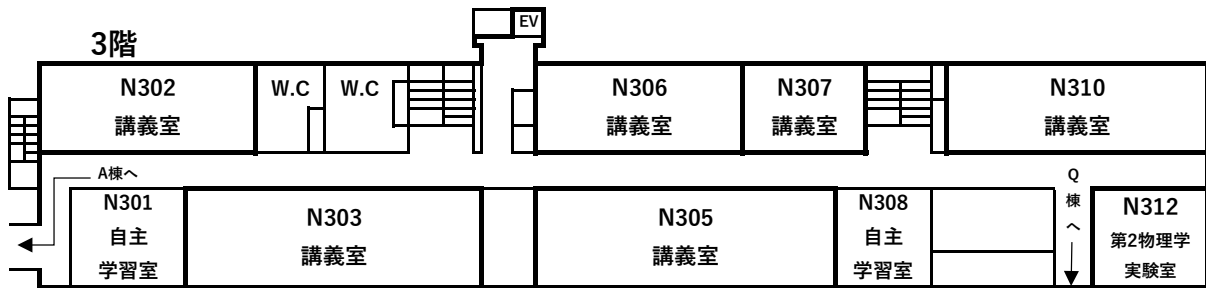 EV
3階
N302
講義室
W.C
W.C
N306
講義室
N307
講義室
N310
講義室
A棟へ
Q棟へ
N301
自主
学習室
N303
講義室
N305
講義室
N308
自主
学習室
N312
第2物理学
実験室